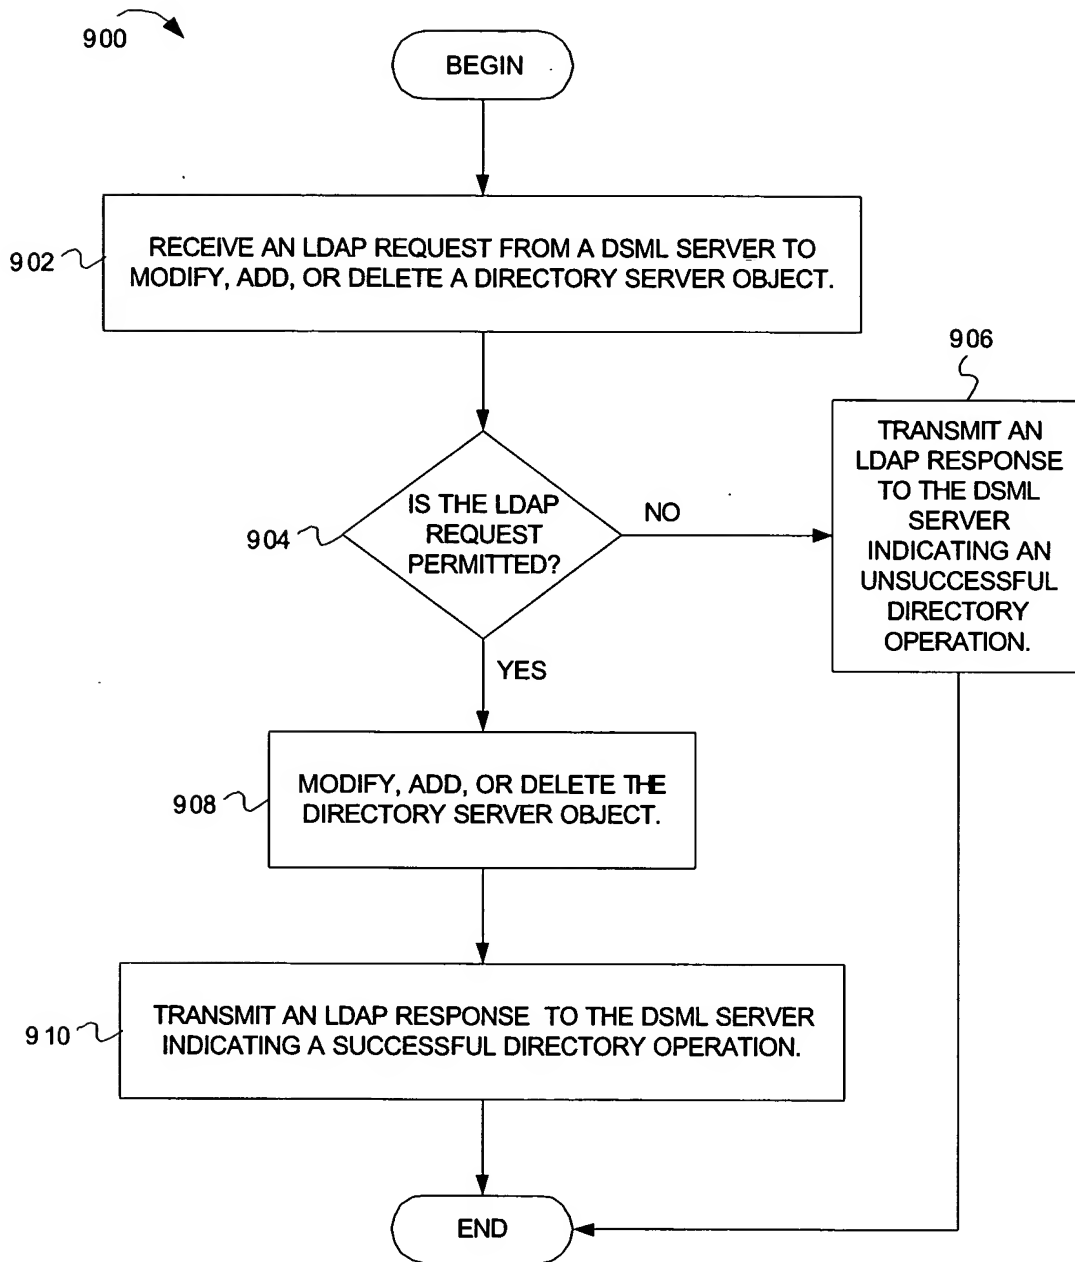 900
BEGIN
902
RECEIVE AN LDAP REQUEST FROM A DSML SERVER TO
MODIFY, ADD, OR DELETE A DIRECTORY SERVER OBJECT.
904
IS THE LDAP
REQUEST
PERMITTED?
NO
906
TRANSMIT AN
LDAP RESPONSE
TO THE DSML
SERVER
INDICATING AN
UNSUCCESSFUL
DIRECTORY
OPERATION.
YES
908
MODIFY, ADD, OR DELETE THE
DIRECTORY SERVER OBJECT.
910
TRANSMIT AN LDAP RESPONSE TO THE DSML SERVER
INDICATING A SUCCESSFUL DIRECTORY OPERATION.
END